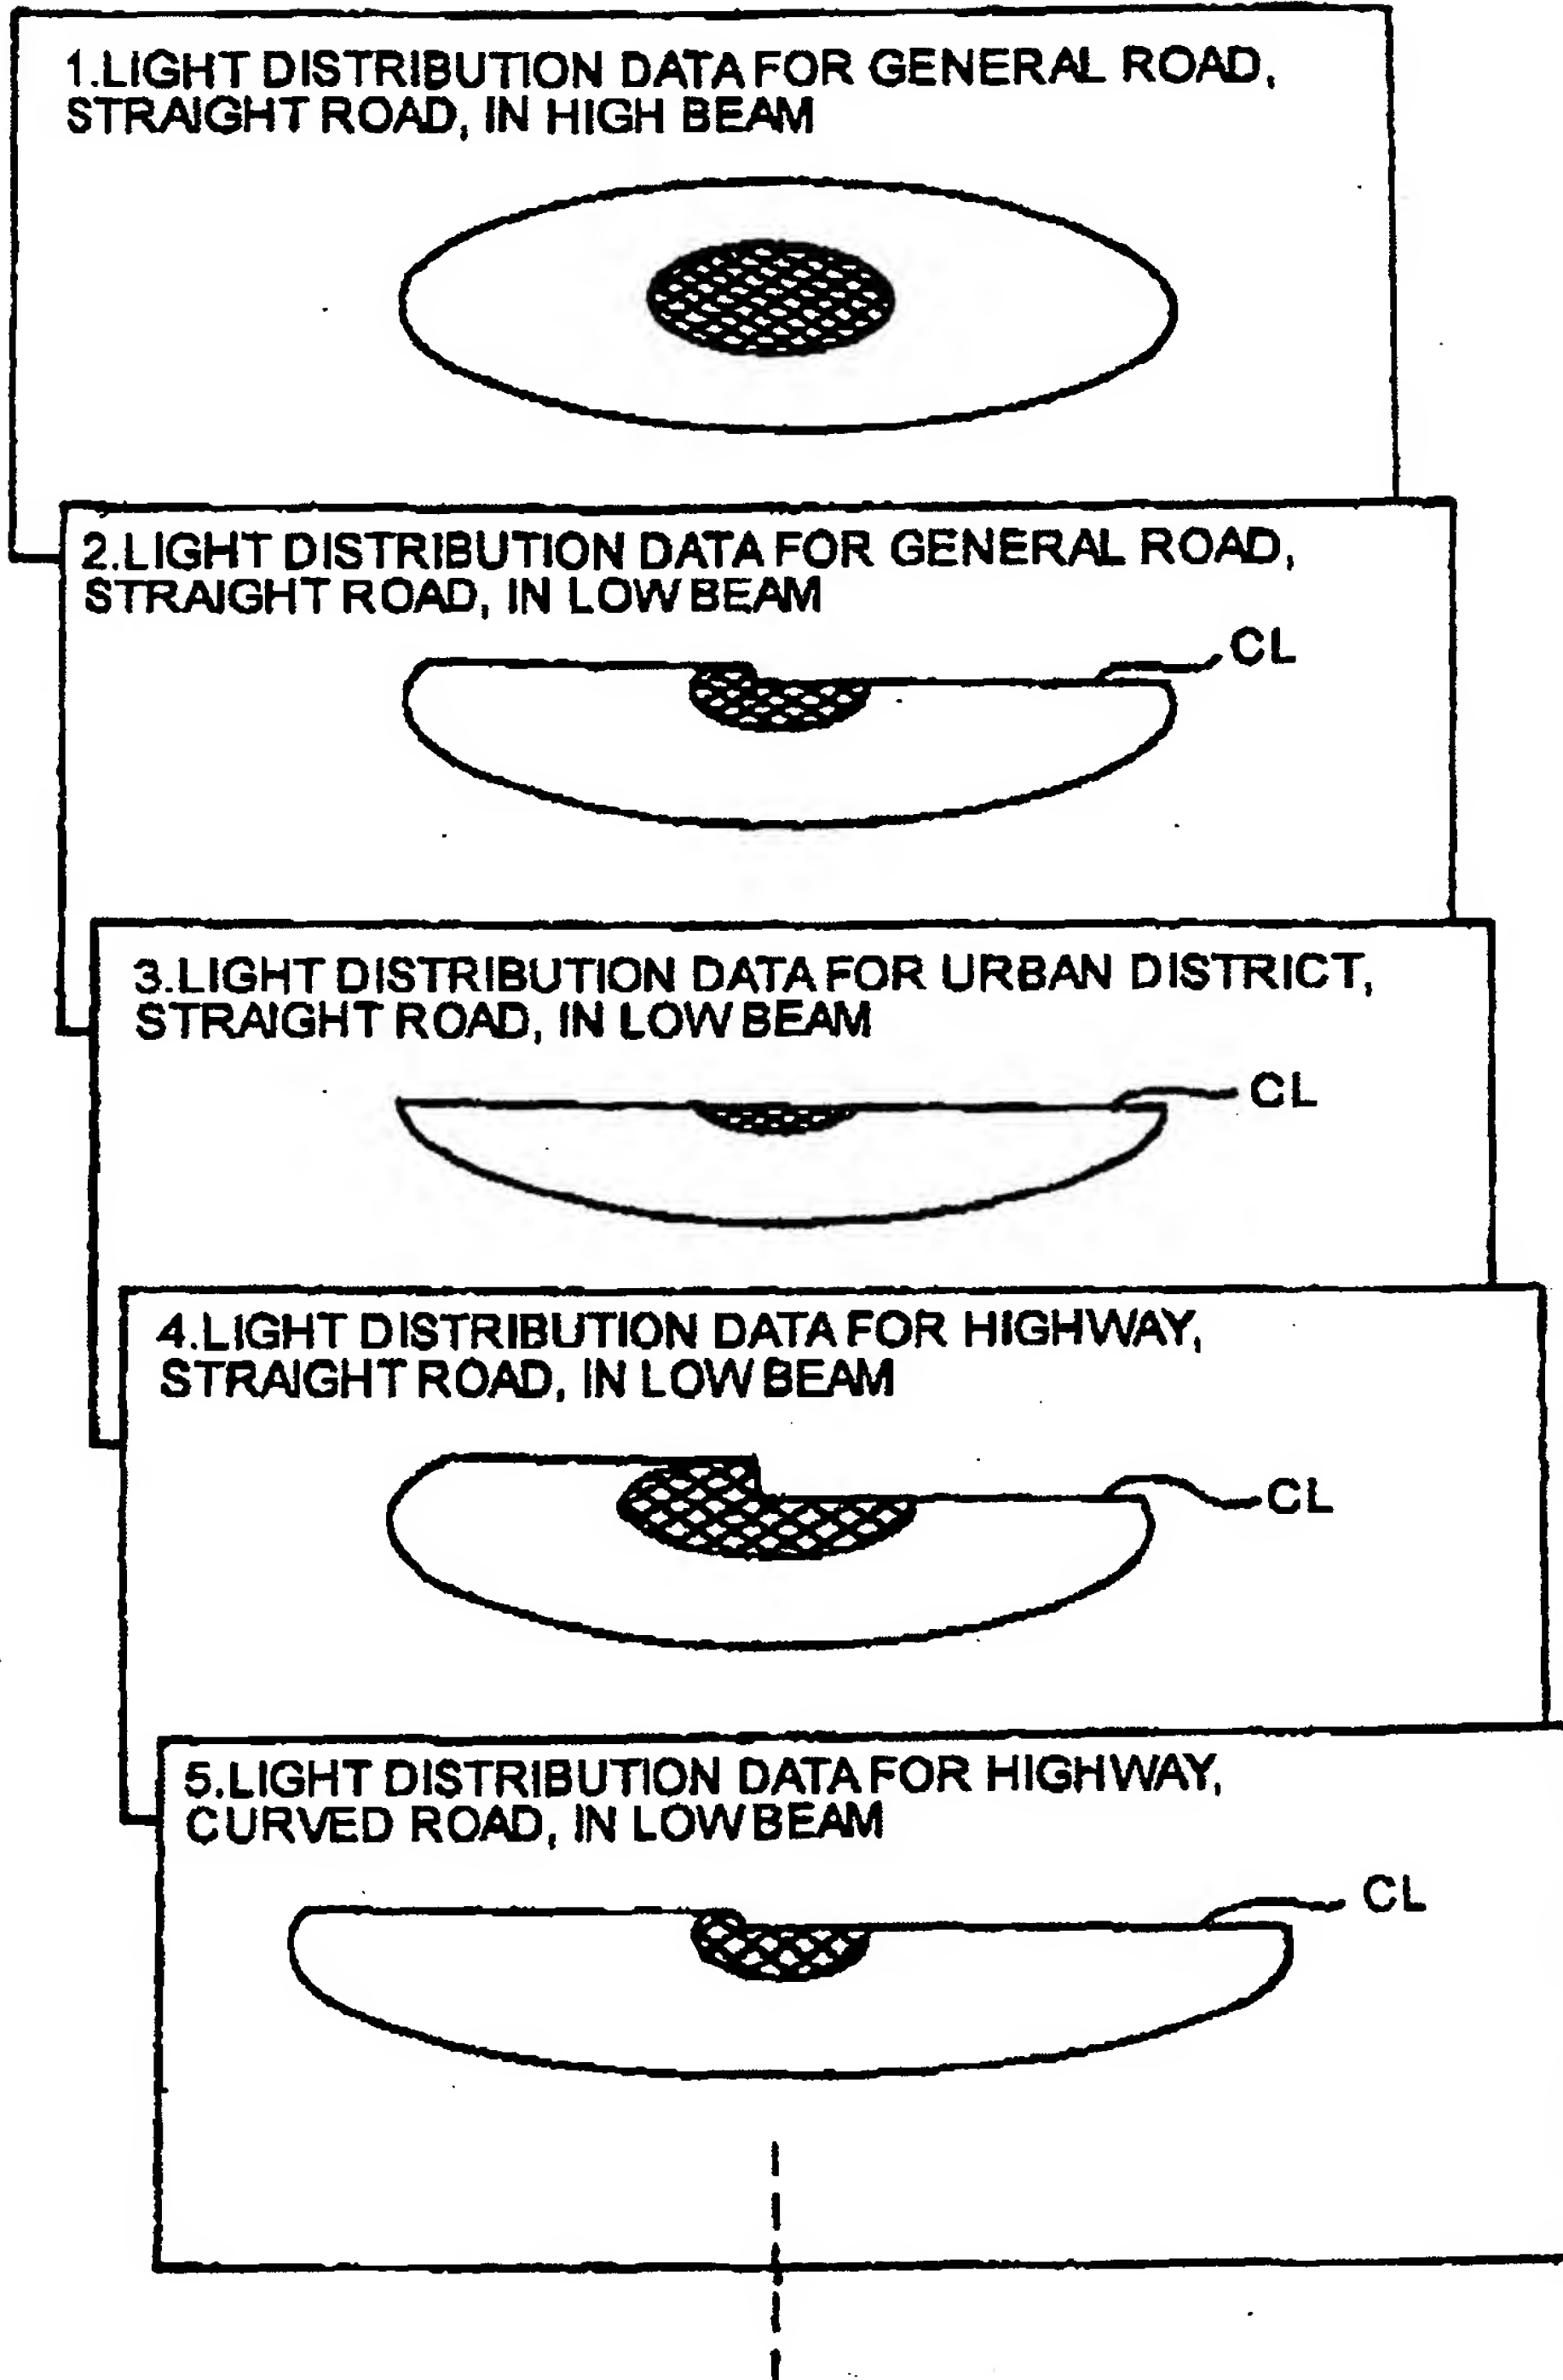 1.LIGHT DISTRIBUTION DATA FOR GENERAL ROAD,
STRAIGHT ROAD, IN HIGH BEAM
2.LIGHT DISTRIBUTION DATA FOR GENERAL ROAD,
STRAIGHT ROAD, IN LOW BEAM
CL
3.LIGHT DISTRIBUTION DATA FOR URBAN DISTRICT,
STRAIGHT ROAD, IN LOW BEAM
CL
4.LIGHT DISTRIBUTION DATA FOR HIGHWAY,
STRAIGHT ROAD, IN LOW BEAM
CL
5.LIGHT DISTRIBUTION DATA FOR HIGHWAY,
CURVED ROAD, IN LOW BEAM
CL